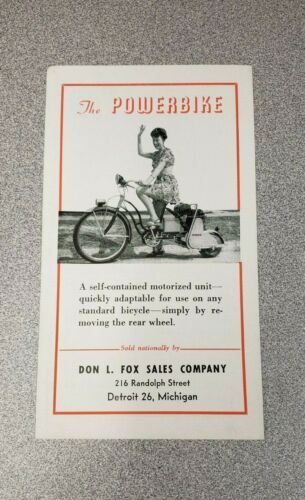 The POWERBIKE
A self-contained motorized unit—
quickly adaptable for use on any
standard bicycle—simply by re-
moving the rear wheel.
Sold nationally by
DON L. FOX SALES COMPANY
216 Randolph Street
Detroit 26, Michigan